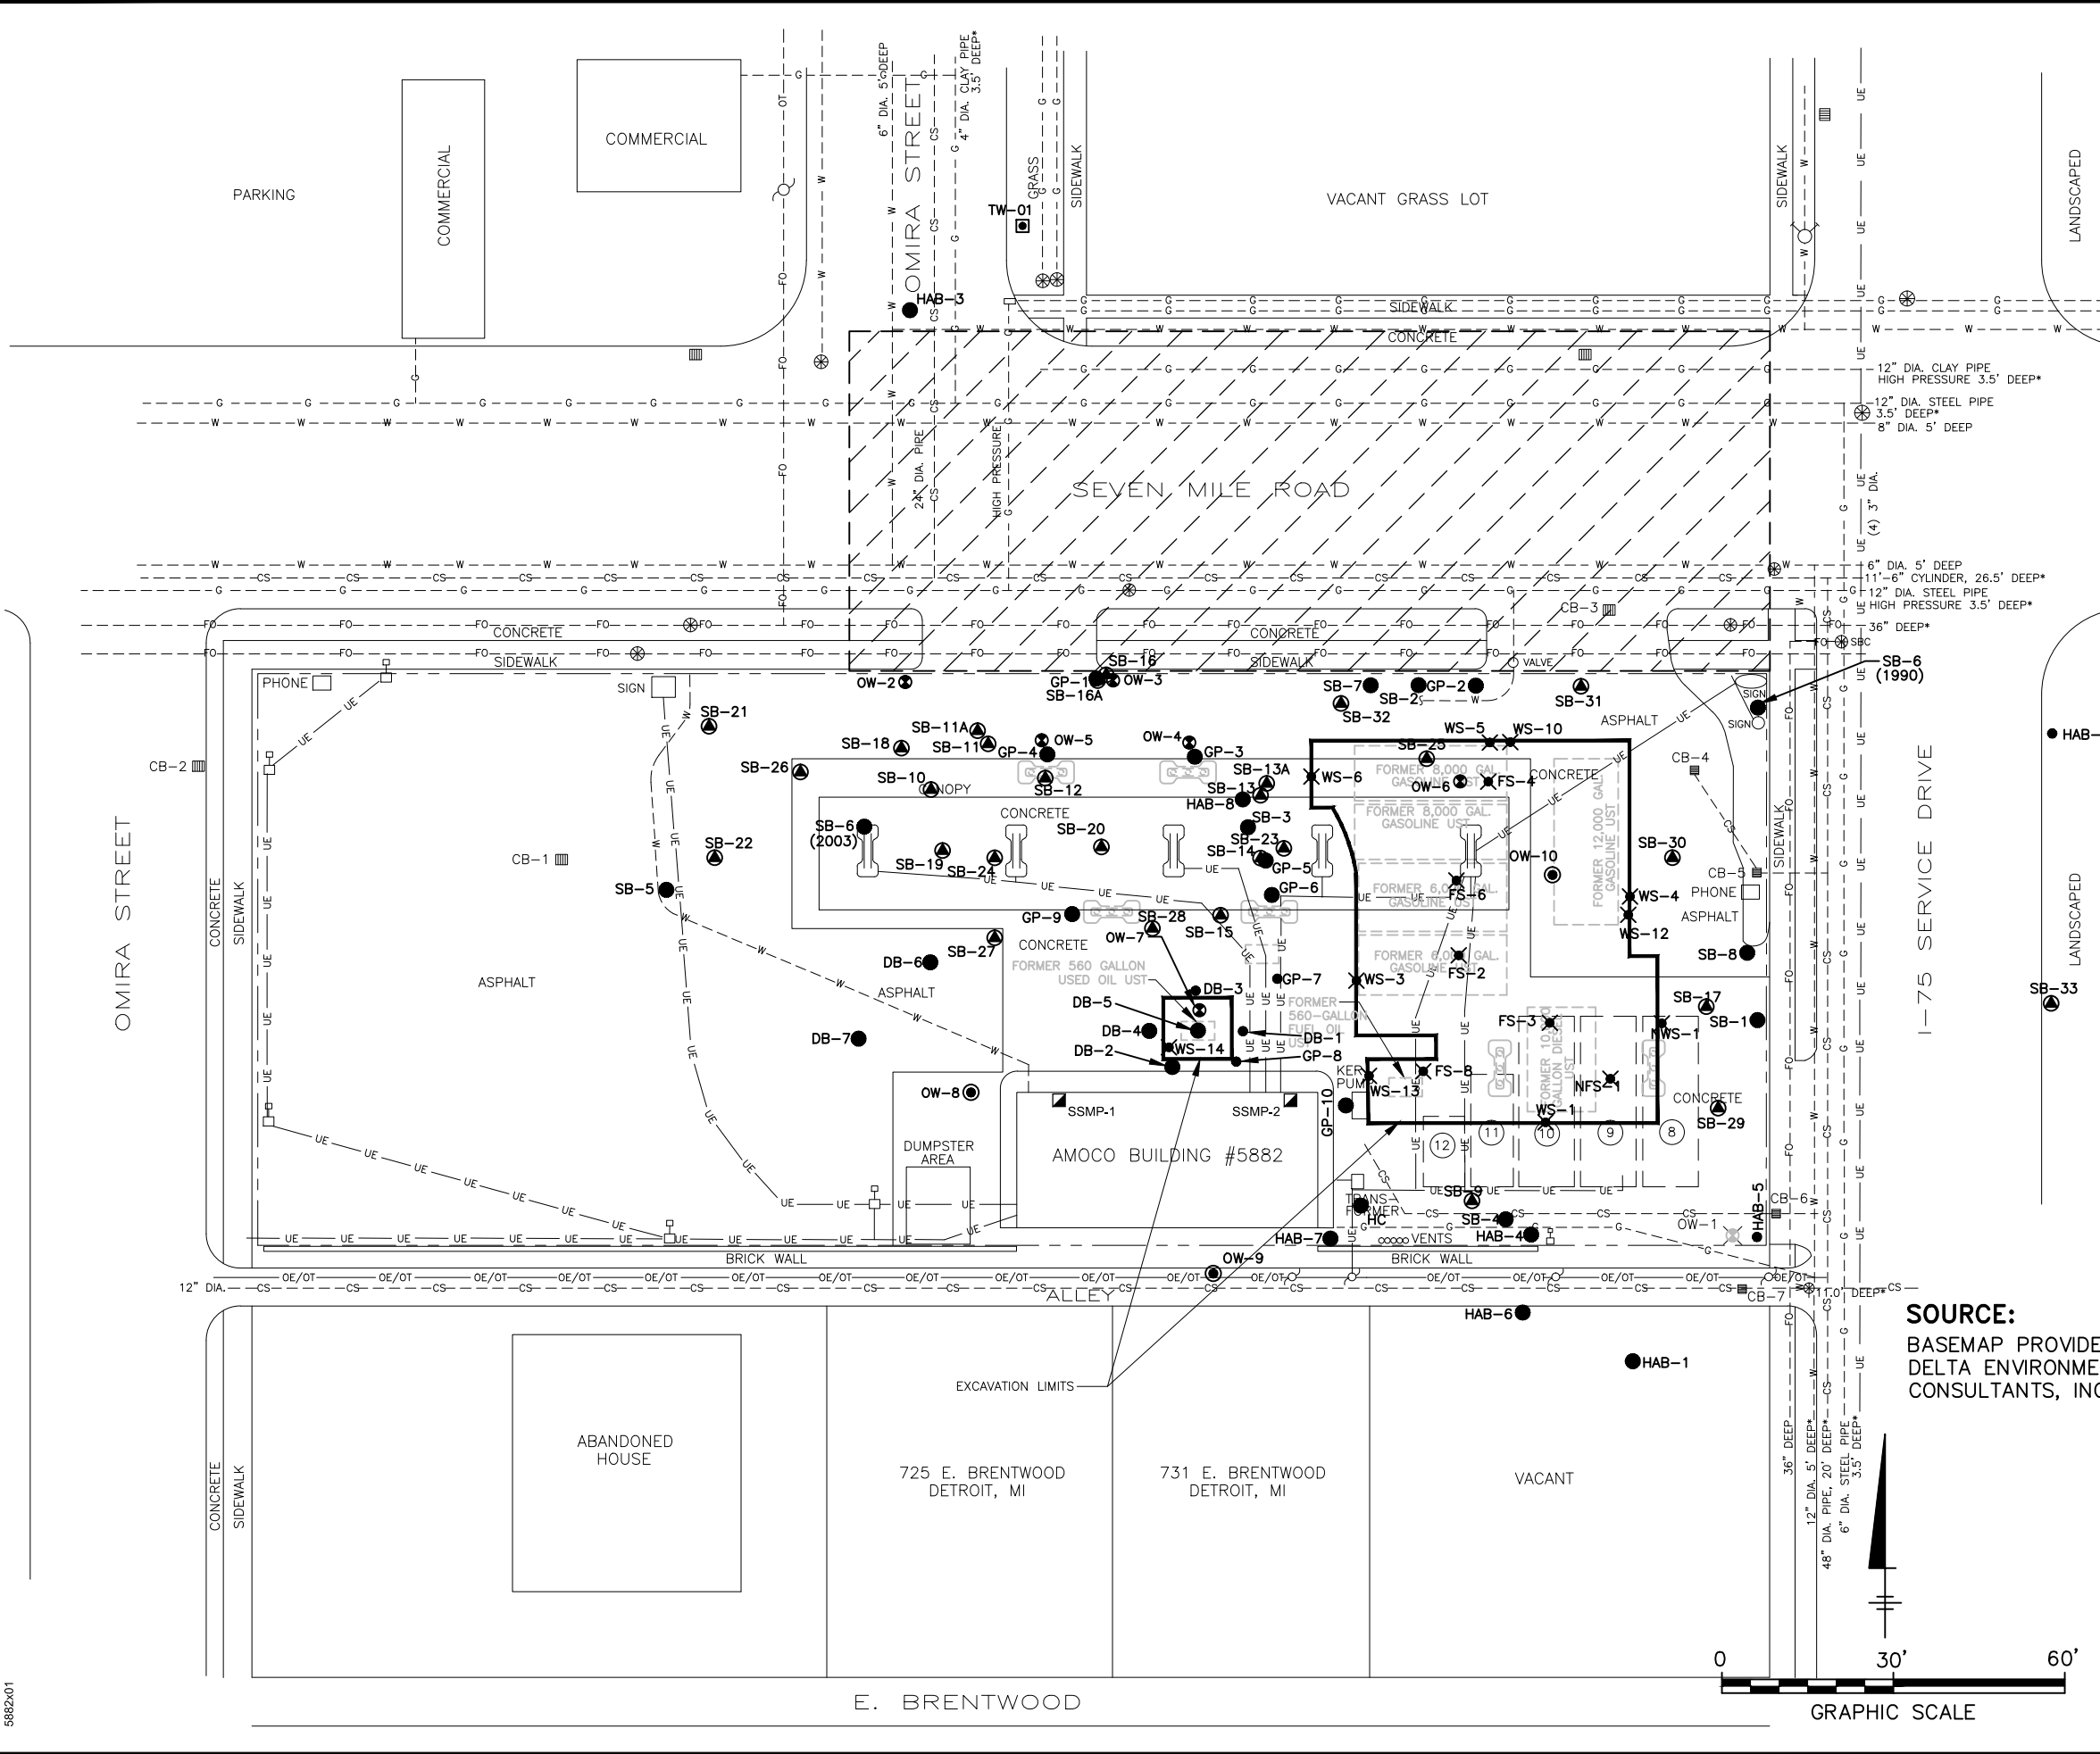 PARKING
COMMERCIAL
COMMERCIAL
6" DIA. 5' DEEP
OMIRA STREET
4" DIA. CLAY PIPE
3.5' DEEP*
GRASS
SIDEWALK
TW-01
HAB-3
VACANT GRASS LOT
SIDEWALK
LANDSCAPED
SIDEWALK
CONCRETE
12" DIA. CLAY PIPE
HIGH PRESSURE 3.5' DEEP*
12" DIA. STEEL PIPE
3.5' DEEP*
8" DIA. 5' DEEP
24" DIA. PIPE
HIGH PRESSURE
SEVEN MILE ROAD
(4) 3" DIA.
6" DIA. 5' DEEP
11'-6" CYLINDER, 26.5' DEEP*
12" DIA. STEEL PIPE
HIGH PRESSURE 3.5' DEEP*
36" DEEP*
SBC
CB-3
CONCRETE
SIDEWALK
CONCRETE
SIDEWALK
VALVE
SB-6
(1990)
PHONE
SIGN
OW-2
GP-1
SB-16
OW-3
SB-16A
SB-7
SB-2
GP-2
SB-32
SB-31
SIGN
SIGN
ASPHALT
SB-21
SB-11A
SB-18
SB-11
OW-5
GP-4
OW-4
GP-3
WS-5
WS-10
SB-25
HAB-
CB-2
SB-26
SB-10
CANOPY
SB-12
SB-13A
SB-13
HAB-8
WS-6
FORMER 8,000 GAL.
GASOLINE UST
OW-6
FS-4
CONCRETE
CB-4
CONCRETE
SB-6
(2003)
SB-20
SB-3
SB-23
FORMER 8,000 GAL.
GASOLINE UST
FORMER 12,000 GAL.
GASOLINE UST
CB-1
SB-22
SB-19
SB-24
SB-14
GP-5
OW-10
SB-30
CB-5
SIDEWALK
SB-5
GP-6
FORMER 6,000 GAL.
GASOLINE UST
FS-6
WS-4
PHONE
ASPHALT
WS-12
OMIRA STREET
CONCRETE
SIDEWALK
GP-9
SB-28
SB-15
OW-7
SB-27
CONCRETE
DB-6
ASPHALT
ASPHALT
FORMER 560 GALLON
USED OIL UST
FORMER 6,000 GAL.
GASOLINE UST
FS-2
SB-8
I-75 SERVICE DRIVE
LANDSCAPED
DB-3
GP-7
WS-3
SB-33
DB-5
FORMER
560-GALLON
FUEL OIL
UST
SB-17
SB-1
DB-4
DB-1
FS-3
NWS-1
DB-7
DB-2
WS-14
GP-8
FORMER 10,000
GALLON DIESEL
UST
KER
PUMP
FS-8
WS-13
NFS-1
OW-8
SSMP-1
SSMP-2
GP-10
WS-1
CONCRETE
SB-29
12
11
10
9
8
DUMPSTER
AREA
AMOCO BUILDING #5882
TRANS-
FORMER
HC
SB-9
SB-4
HAB-4
HAB-7
VENTS
OW-1
HAB-5
CB-6
BRICK WALL
OW-9
BRICK WALL
12" DIA.
ALLEY
CB-7
11.0' DEEP*
HAB-6
HAB-1
SOURCE:
BASEMAP PROVIDE
DELTA ENVIRONME
CONSULTANTS, INC
EXCAVATION LIMITS
ABANDONED
HOUSE
725 E. BRENTWOOD
DETROIT, MI
731 E. BRENTWOOD
DETROIT, MI
VACANT
CONCRETE
SIDEWALK
36" DEEP
12" DIA. 5' DEEP*
48" DIA. PIPE, 20' DEEP*
6" DIA. STEEL PIPE
3.5' DEEP*
E. BRENTWOOD
0 30' 60'
GRAPHIC SCALE
5882x01